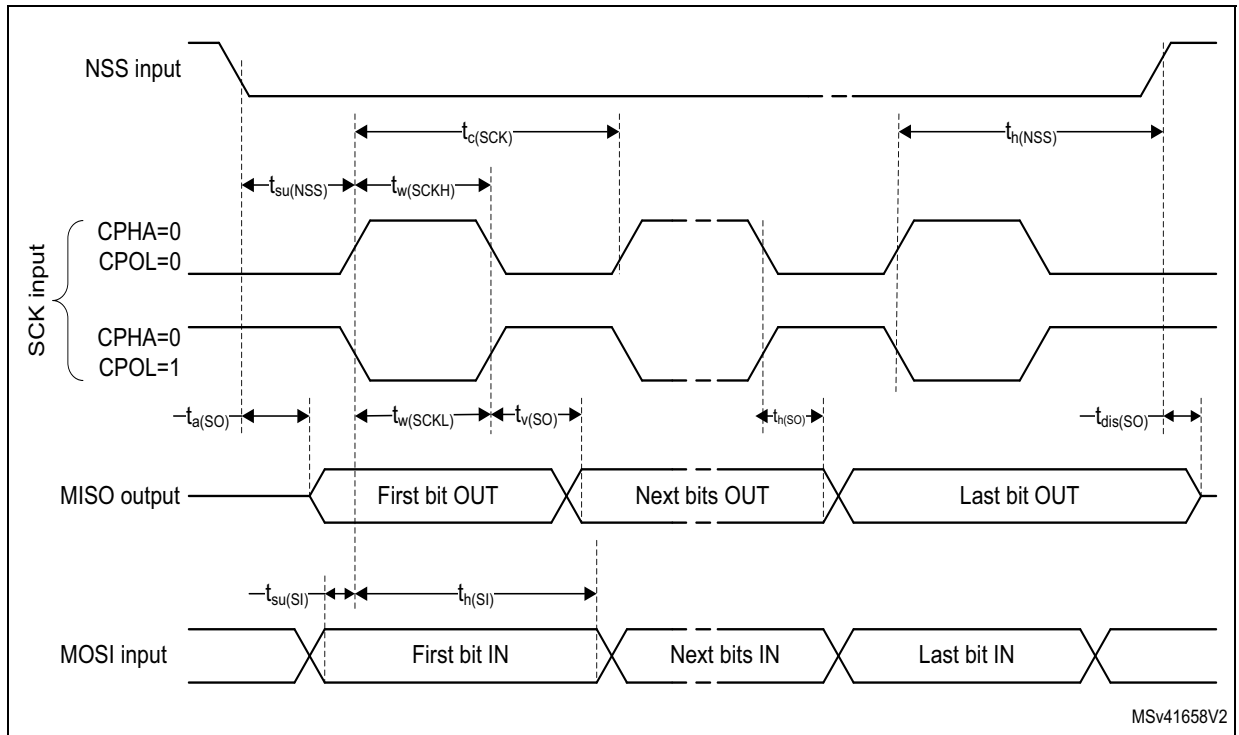 NSS input
tc(SCK)
th(NSS)
tsu(NSS)
tw(SCKH)
SCK input
CPHA=0
CPOL=0
CPHA=0
CPOL=1
ta(SO)
tw(SCKL)
tv(SO)
th(SO)
tdis(SO)
MISO output
First bit OUT
Next bits OUT
Last bit OUT
tsu(SI)
th(SI)
MOSI input
First bit IN
Next bits IN
Last bit IN
MSv41658V2